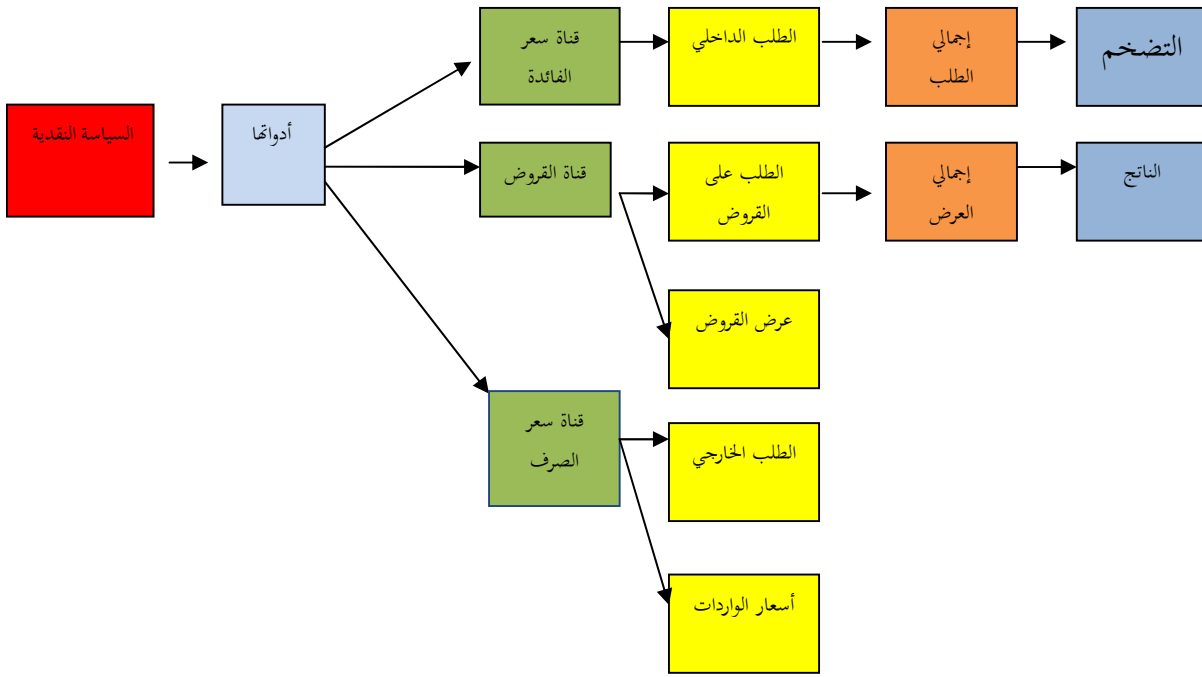 السياسة النقدية
أدواتها
قناة سعر
الفائدة
الطلب الداخلي
إجمالي
الطلب
التضخم
قناة القروض
الطلب على
القروض
إجمالي
العرض
الناتج
عرض القروض
قناة سعر
الصرف
الطلب الخارجي
أسعار الواردات